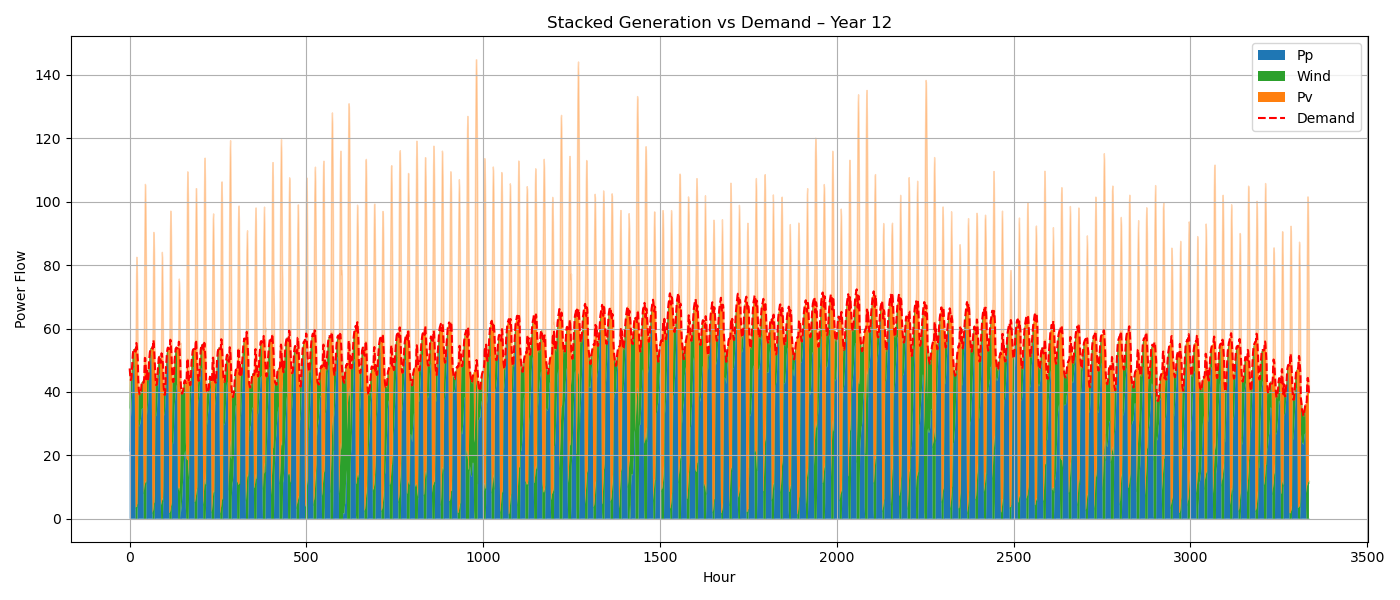 Stacked Generation vs Demand – Year 12
Pp
Wind
Pv
Demand
Power Flow
140
120
100
80
60
40
20
0
0 500 1000 1500 2000 2500 3000 3500
Hour